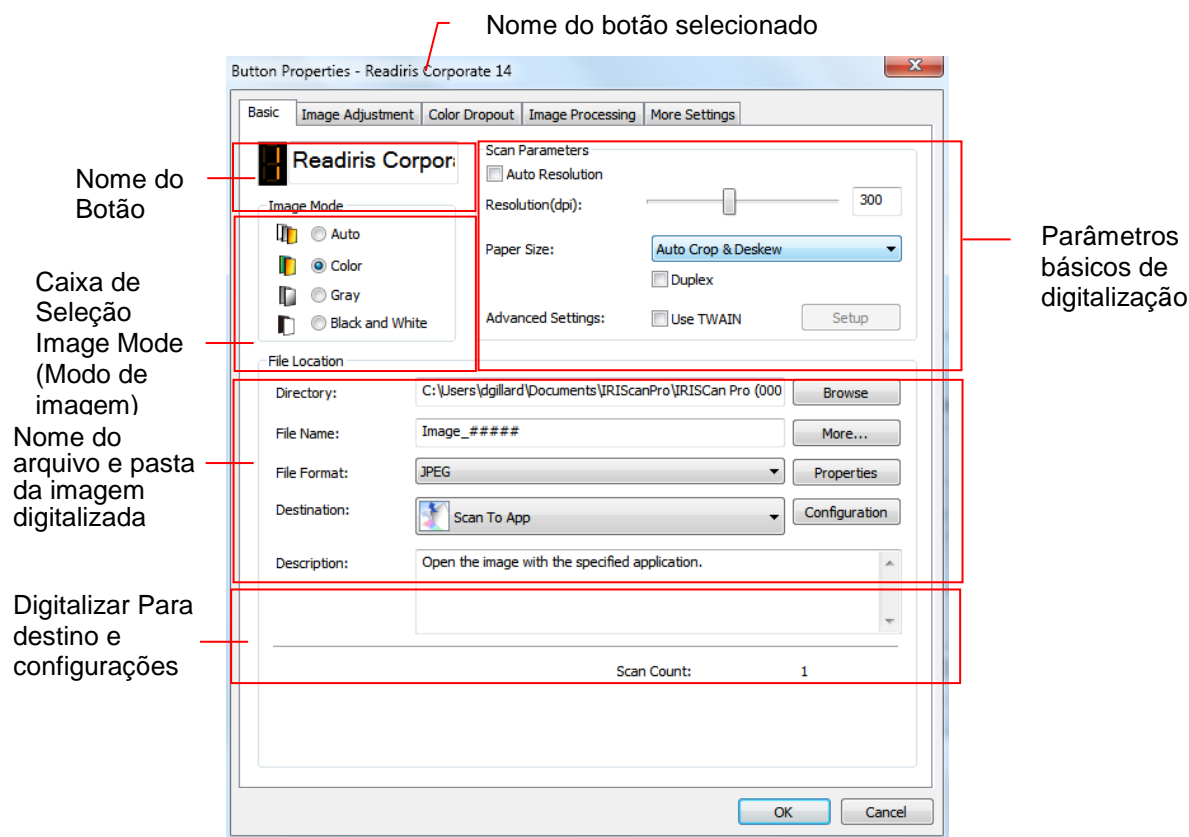 Nome do botão selecionado
Button Properties - Readiris Corporate 14
Basic Image Adjustment Color Dropout Image Processing More Settings
Nome do
Botão
1 Readiris Corpor
Image Mode
Auto
Color
Gray
Black and White
Scan Parameters
Auto Resolution
Resolution(dpi): 300
Paper Size: Auto Crop & Deskew
Duplex
Advanced Settings: Use TWAIN Setup
Parâmetros
básicos de
digitalização
Caixa de
Seleção
Image Mode
(Modo de
imagem)
Nome do
arquivo e pasta
da imagem
digitalizada
File Location
Directory: C:\Users\dgillard\Documents\IRIScanPro\IRISCan Pro (000 Browse
File Name: Image_##### More...
File Format: JPEG Properties
Destination: Scan To App Configuration
Description: Open the image with the specified application.
Digitalizar Para
destino e
configurações
Scan Count: 1
OK Cancel